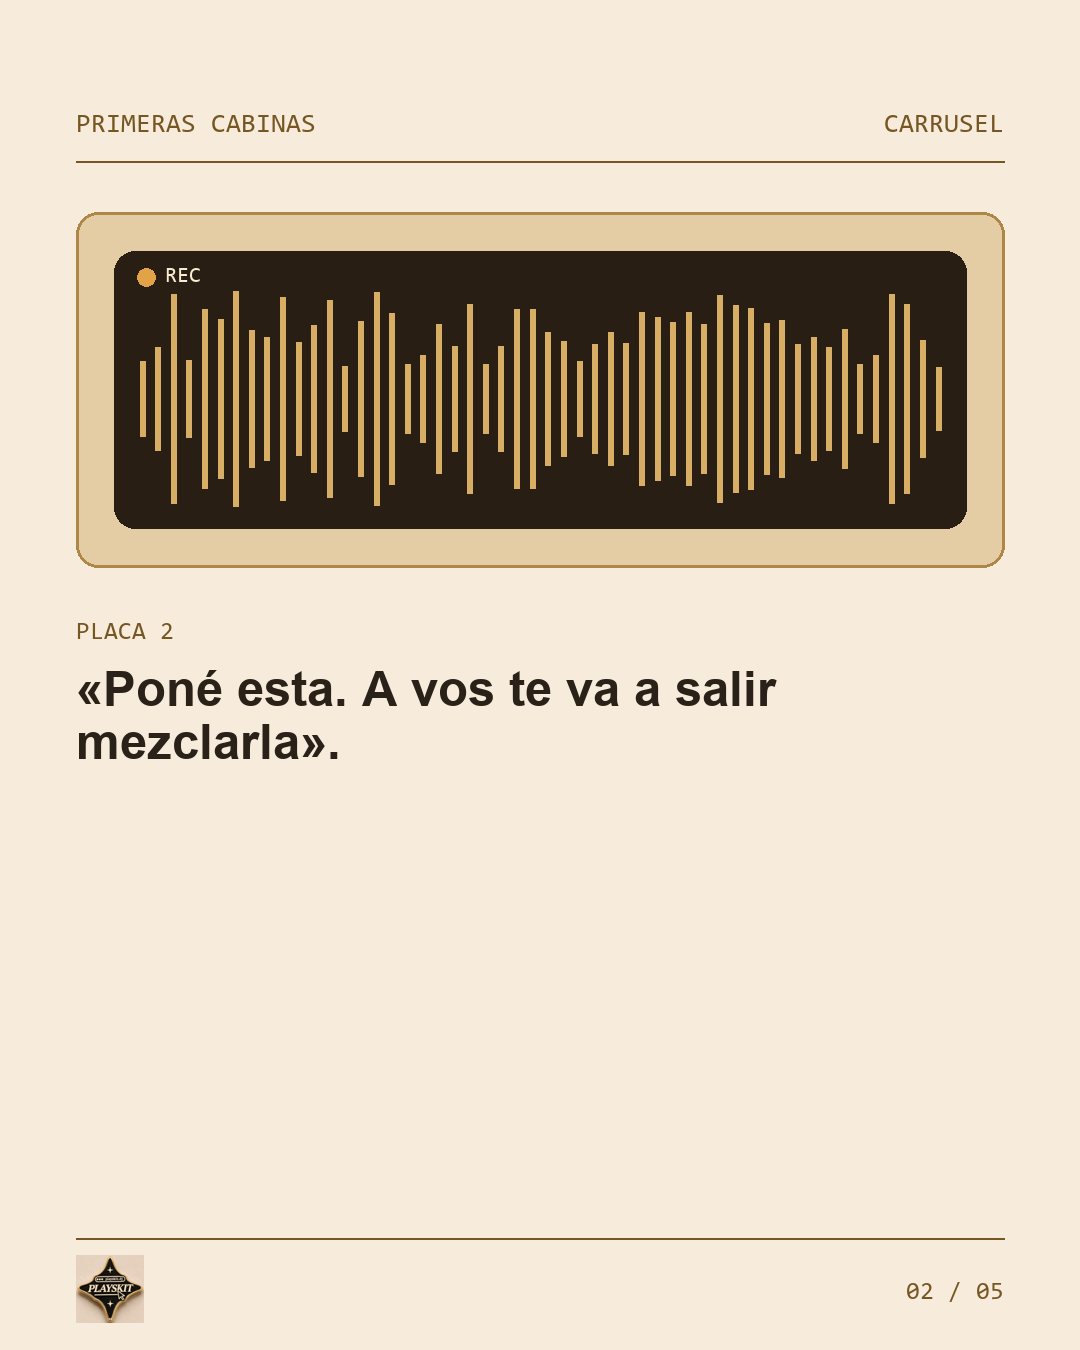 PRIMERAS CABINAS
CARRUSEL
REC
PLACA 2
«Poné esta. A vos te va a salir
mezclarla».
PLAYSKIT
02 / 05